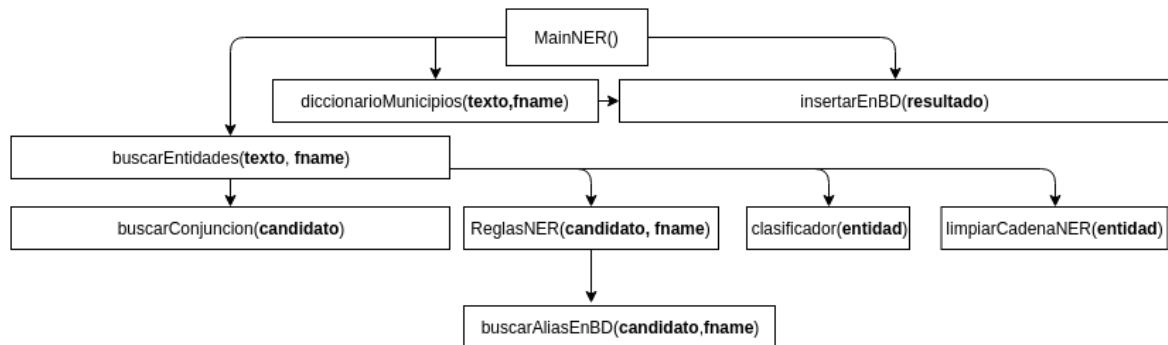 MainNER()
diccionarioMunicipios(texto,fname)
insertarEnBD(resultado)
buscarEntidades(texto, fname)
buscarConjuncion(candidato)
ReglasNER(candidato, fname)
clasificador(entidad)
limpiarCadenaNER(entidad)
buscarAliasEnBD(candidato,fname)